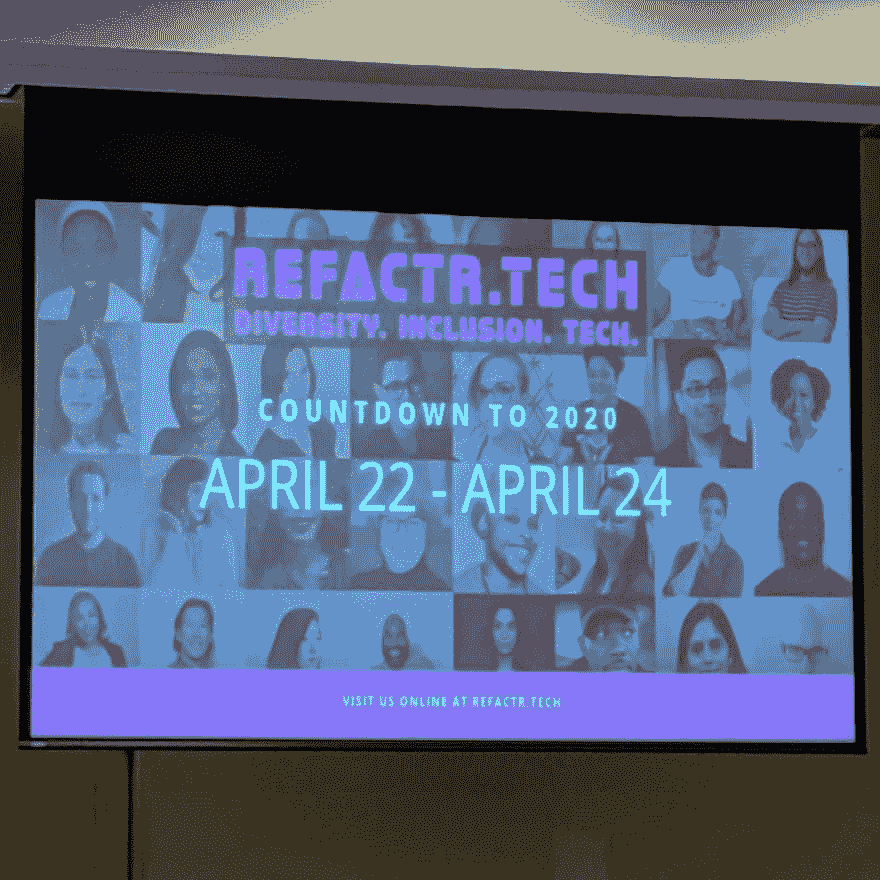 REFACTR.TECH
DIVERSITY. INCLUSION. TECH.
COUNTDOWN TO 2020
APRIL 22 - APRIL 24
VISIT US ONLINE AT REFACTR.TECH